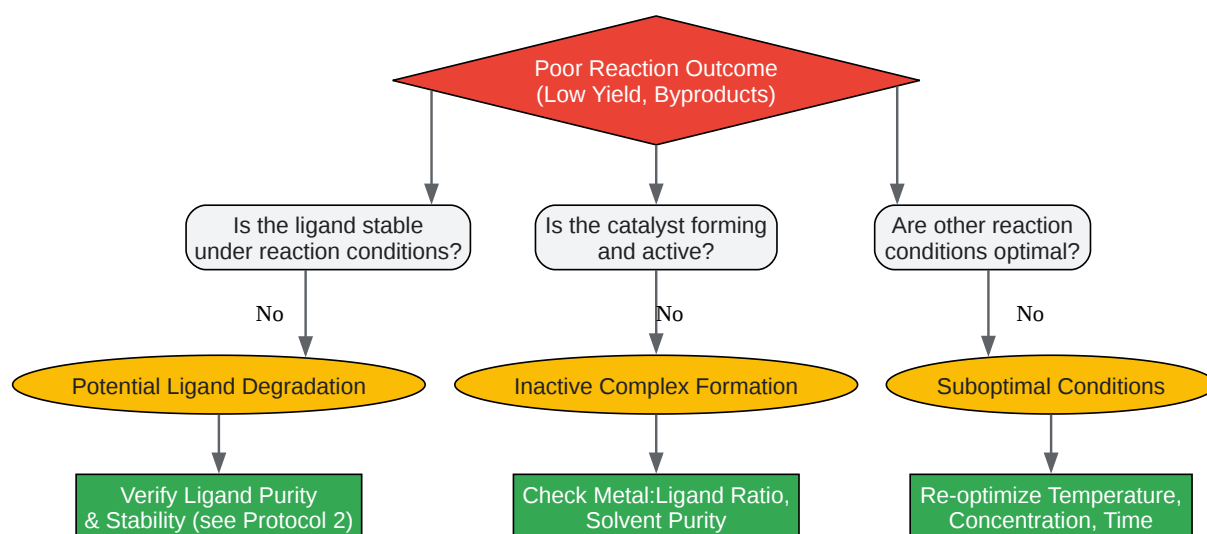 Poor Reaction Outcome
(Low Yield, Byproducts)
Is the ligand stable
under reaction conditions?
Is the catalyst forming
and active?
Are other reaction
conditions optimal?
No
No
No
Potential Ligand Degradation
Inactive Complex Formation
Suboptimal Conditions
Verify Ligand Purity
& Stability (see Protocol 2)
Check Metal:Ligand Ratio,
Solvent Purity
Re-optimize Temperature,
Concentration, Time